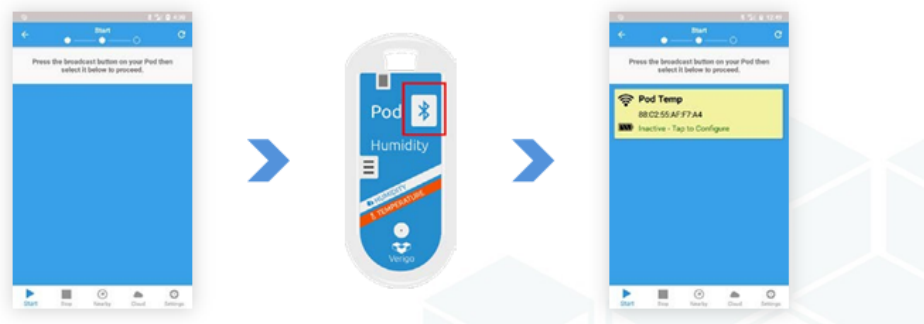 Start
Press the broadcast button on your Pod then
select it below to proceed.
Start
Stop
Nearby
Cloud
Settings
Pod
Humidity
HUMIDITY
TEMPERATURE
Verigo
Start
Press the broadcast button on your Pod then
select it below to proceed.
Pod Temp
88:C2:55:AF:F7:A4
Inactive - Tap to Configure
Start
Stop
Nearby
Cloud
Settings